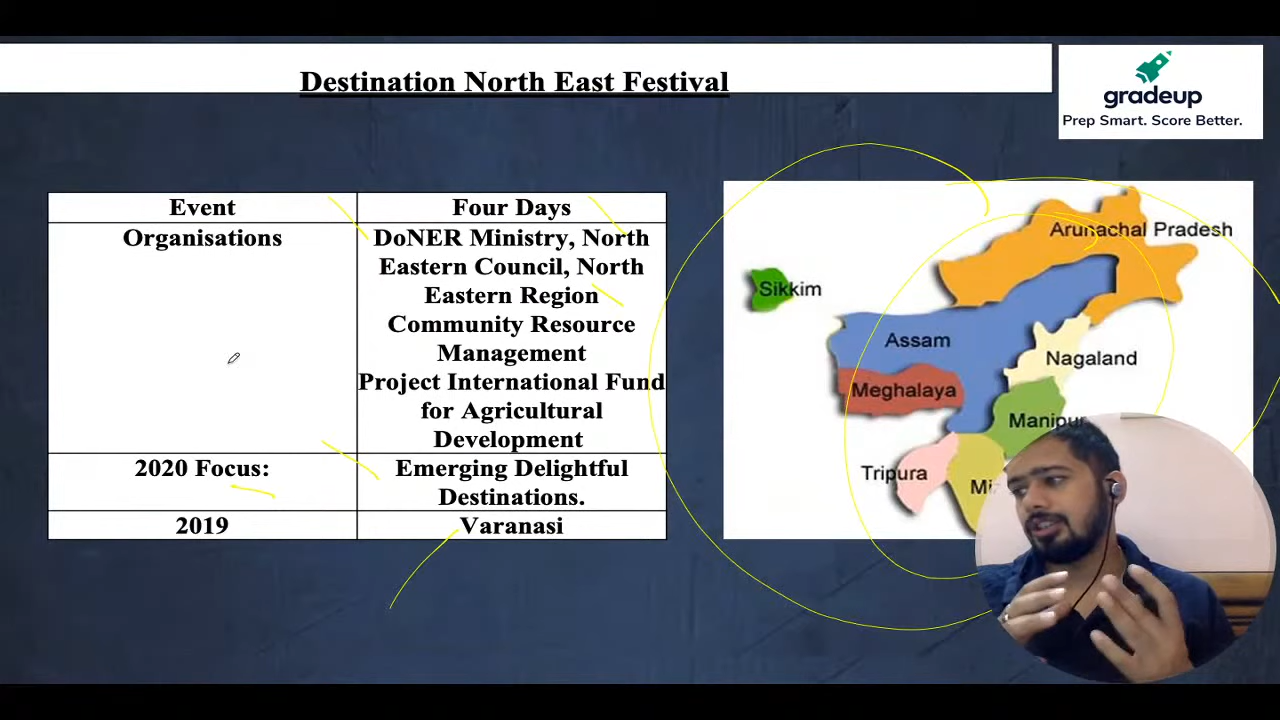 Destination North East Festival
gradeup
Prep Smart. Score Better.
Event
Four Days
Organisations
DoNER Ministry, North
Eastern Council, North
Eastern Region
Community Resource
Management
Project International Fund
for Agricultural
Development
2020 Focus:
Emerging Delightful
Destinations.
2019
Varanasi
Arunachal Pradesh
Sikkim
Assam
Nagaland
Meghalaya
Manipur
Tripura